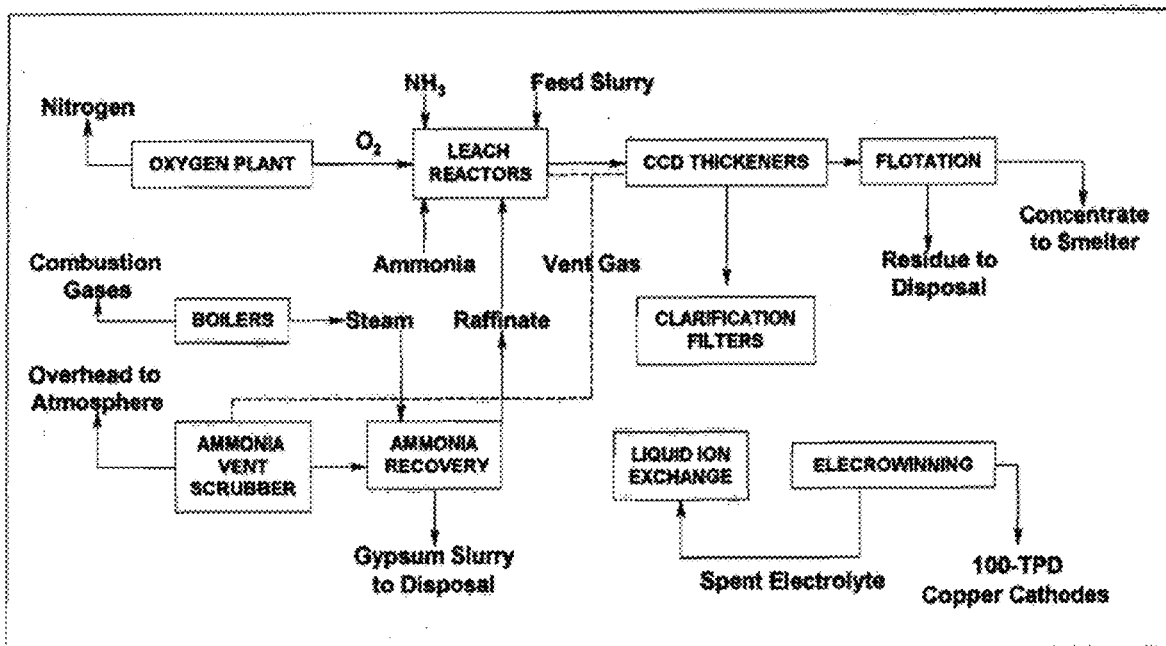 NH3
Feed Slurry
Nitrogen
O2
OXYGEN PLANT
LEACH
REACTORS
CCD THICKENERS
FLOTATION
Concentrate
to Smelter
Combustion
Gases
Ammonia
Vent Gas
Residue to
Disposal
BOILERS
Steam
Raffinate
CLARIFICATION
FILTERS
Overhead to
Atmosphere
AMMONIA
VENT
SCRUBBER
AMMONIA
RECOVERY
LIQUID ION
EXCHANGE
ELECROWINNING
Gypsum Slurry
to Disposal
Spent Electrolyte
100-TPD
Copper Cathodes